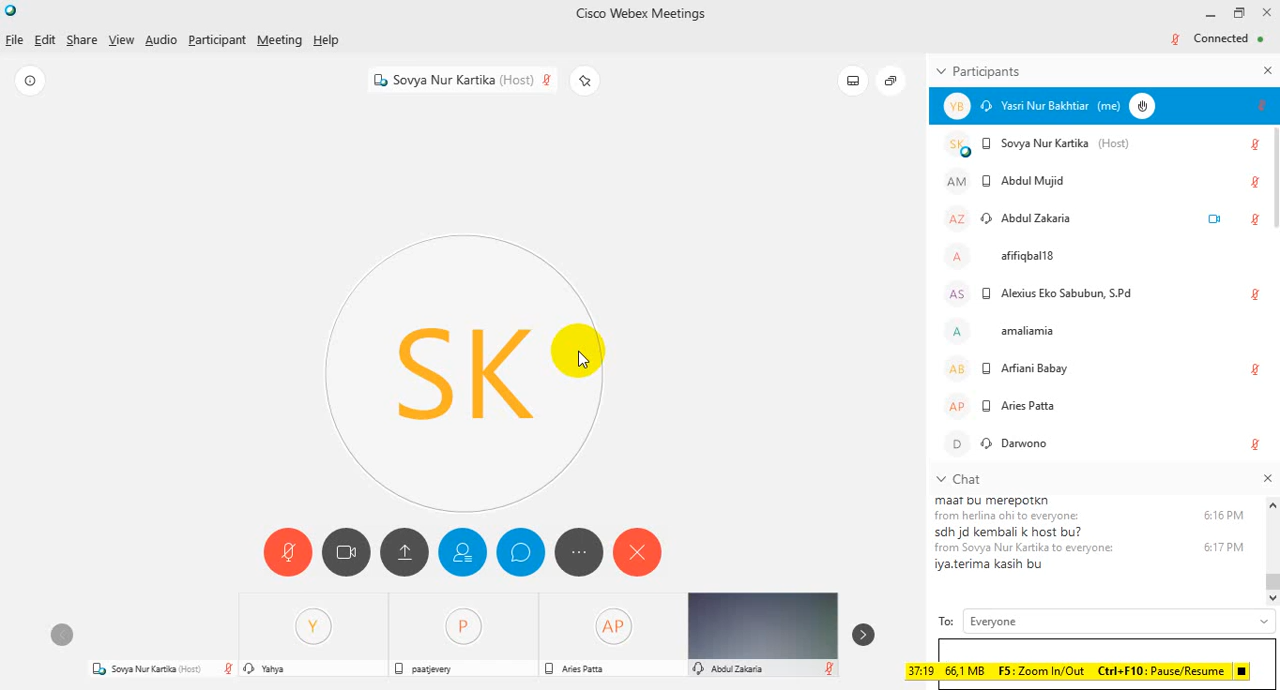 Cisco Webex Meetings
File Edit Share View Audio Participant Meeting Help
Connected
Sovya Nur Kartika (Host)
SK
Y
P
AP
Sovya Nur Kartika (Host)
Yahya
paatjevery
Aries Patta
Abdul Zakaria
Participants
YB Yasri Nur Bakhtiar (me)
SK Sovya Nur Kartika (Host)
AM Abdul Mujid
AZ Abdul Zakaria
A afifiqbal18
AS Alexius Eko Sabubun, S.Pd
A amaliamia
AB Arfiani Babay
AP Aries Patta
D Darwono
Chat
maaf bu merepotkn
from herlina ohi to everyone: 6:16 PM
sdh jd kembali k host bu?
from Sovya Nur Kartika to everyone: 6:17 PM
iya.terima kasih bu
To: Everyone
37:19 66,1 MB F5: Zoom In/Out Ctrl+F10: Pause/Resume